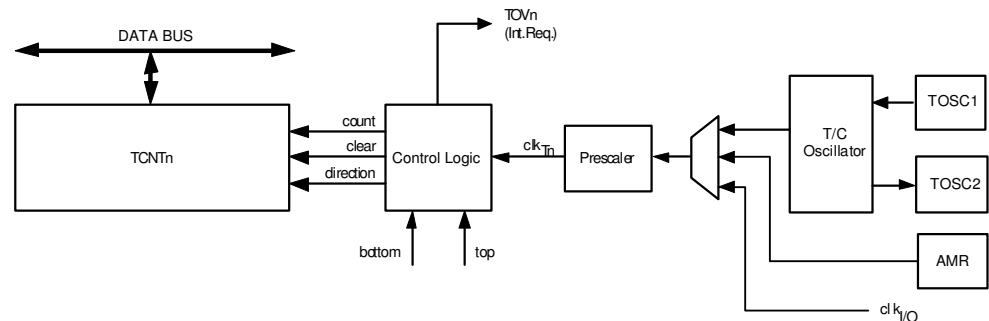 DATA BUS
TOVn
(Int.Req.)
TCNTn
count
clear
direction
Control Logic
clkTn
Prescaler
T/C
Oscillator
TOSC1
TOSC2
AMR
bottom
top
clkI/O